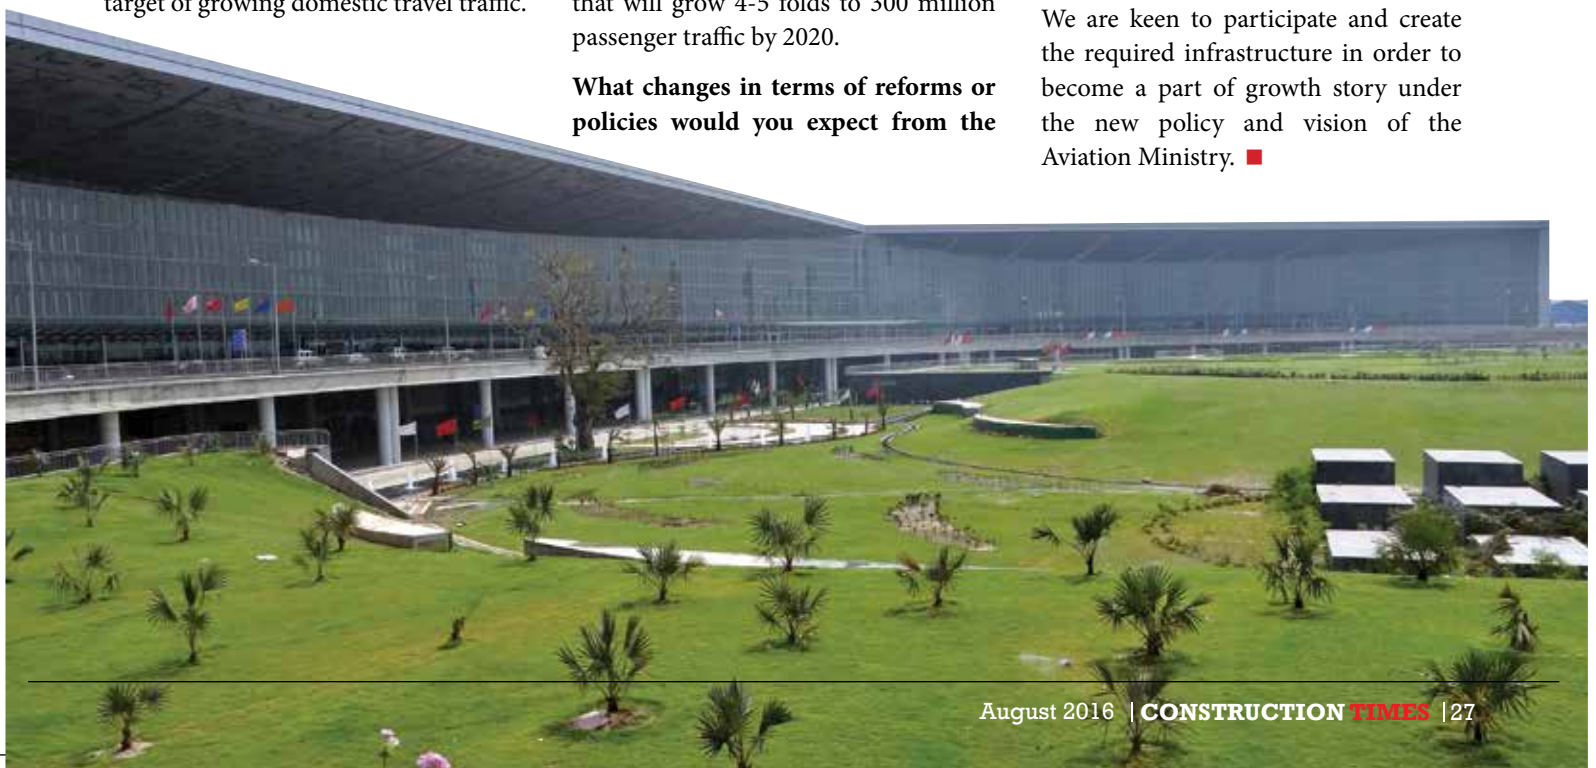 target of growing domestic travel traffic.
that will grow 4-5 folds to 300 million
passenger traffic by 2020.
What changes in terms of reforms or
policies would you expect from the
We are keen to participate and create
the required infrastructure in order to
become a part of growth story under
the new policy and vision of the
Aviation Ministry.
August 2016 | CONSTRUCTION TIMES | 27